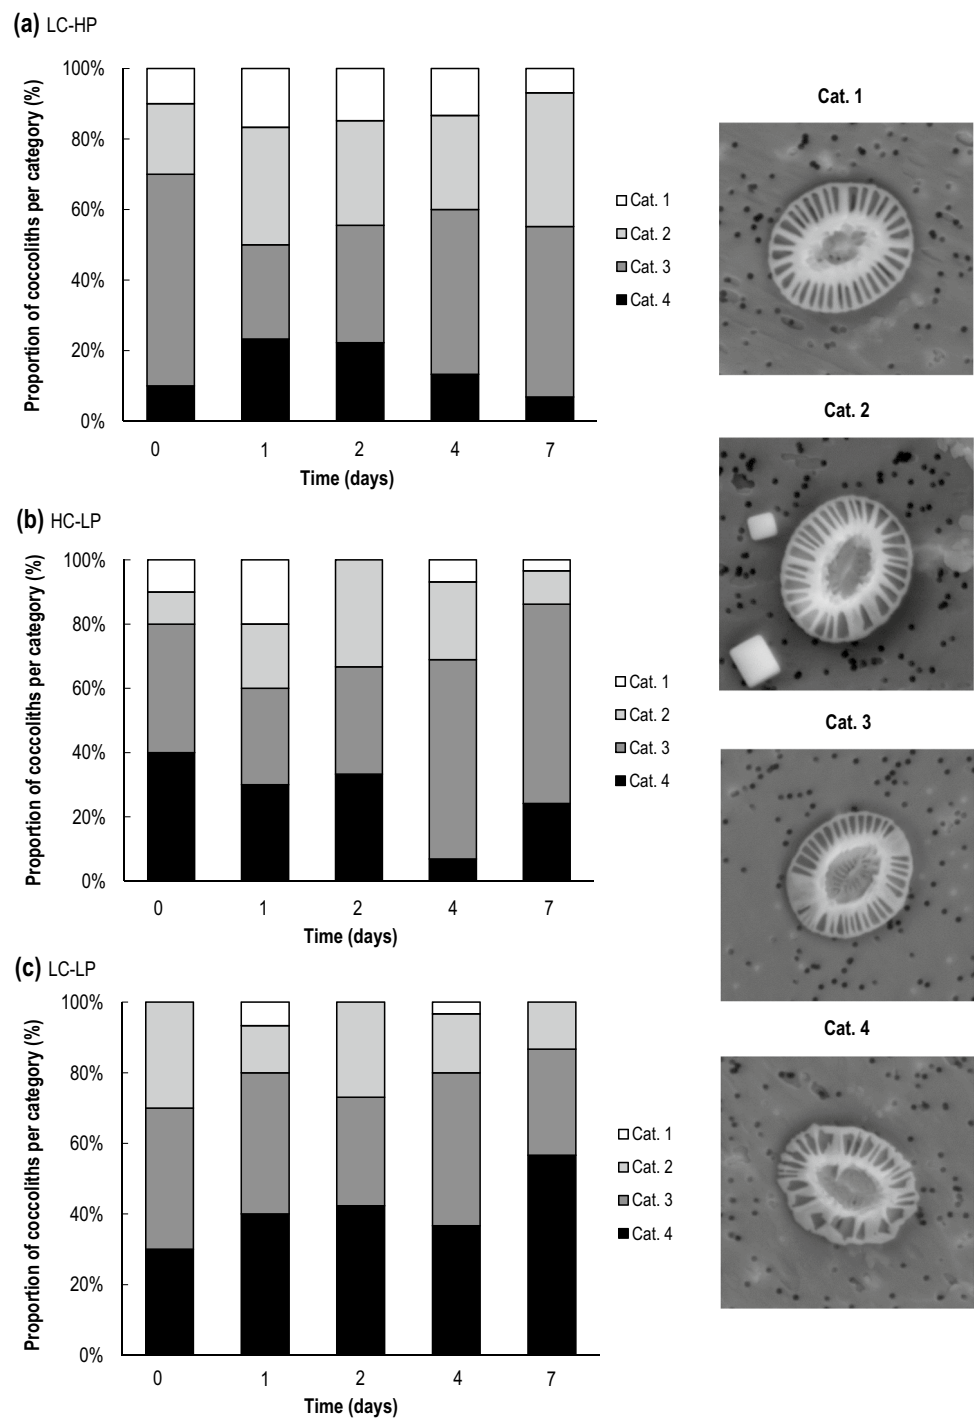 (a) LC-HP
Proportion of coccoliths per category (%)
100%
80%
60%
40%
20%
0%
0 1 2 4 7
Time (days)
Cat. 1
Cat. 2
Cat. 3
Cat. 4
(b) HC-LP
Proportion of coccoliths per category (%)
100%
80%
60%
40%
20%
0%
0 1 2 4 7
Time (days)
Cat. 1
Cat. 2
Cat. 3
Cat. 4
(c) LC-LP
Proportion of coccoliths per category (%)
100%
80%
60%
40%
20%
0%
0 1 2 4 7
Time (days)
Cat. 1
Cat. 2
Cat. 3
Cat. 4
Cat. 1
Cat. 2
Cat. 3
Cat. 4